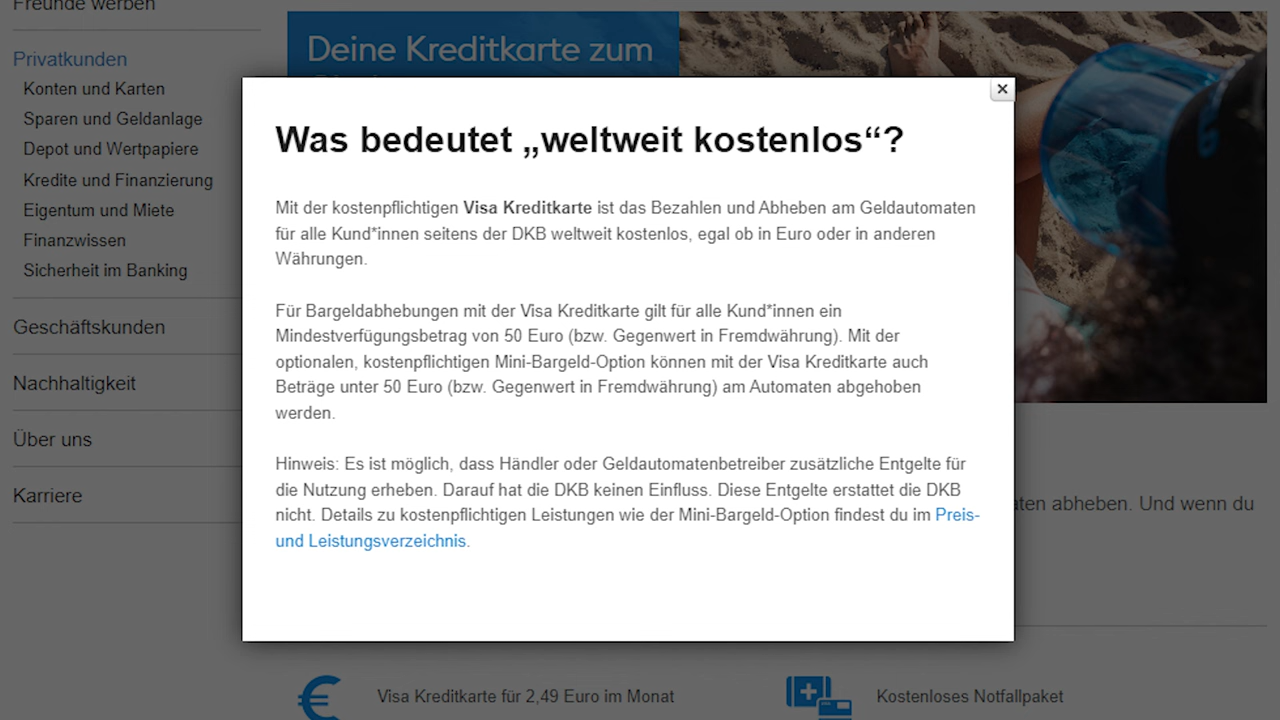 Freunde werben
Privatkunden
Konten und Karten
Sparen und Geldanlage
Depot und Wertpapiere
Kredite und Finanzierung
Eigentum und Miete
Finanzwissen
Sicherheit im Banking
Geschäftskunden
Nachhaltigkeit
Über uns
Karriere
Deine Kreditkarte zum
Was bedeutet „weltweit kostenlos“?
Mit der kostenpflichtigen Visa Kreditkarte ist das Bezahlen und Abheben am Geldautomaten
für alle Kund*innen seitens der DKB weltweit kostenlos, egal ob in Euro oder in anderen
Währungen.
Für Bargeldabhebungen mit der Visa Kreditkarte gilt für alle Kund*innen ein
Mindestverfügungsbetrag von 50 Euro (bzw. Gegenwert in Fremdwährung). Mit der
optionalen, kostenpflichtigen Mini-Bargeld-Option können mit der Visa Kreditkarte auch
Beträge unter 50 Euro (bzw. Gegenwert in Fremdwährung) am Automaten abgehoben
werden.
Hinweis: Es ist möglich, dass Händler oder Geldautomatenbetreiber zusätzliche Entgelte für
die Nutzung erheben. Darauf hat die DKB keinen Einfluss. Diese Entgelte erstattet die DKB
nicht. Details zu kostenpflichtigen Leistungen wie der Mini-Bargeld-Option findest du im Preis-
und Leistungsverzeichnis.
abheben. Und wenn du
Visa Kreditkarte für 2,49 Euro im Monat
Kostenloses Notfallpaket